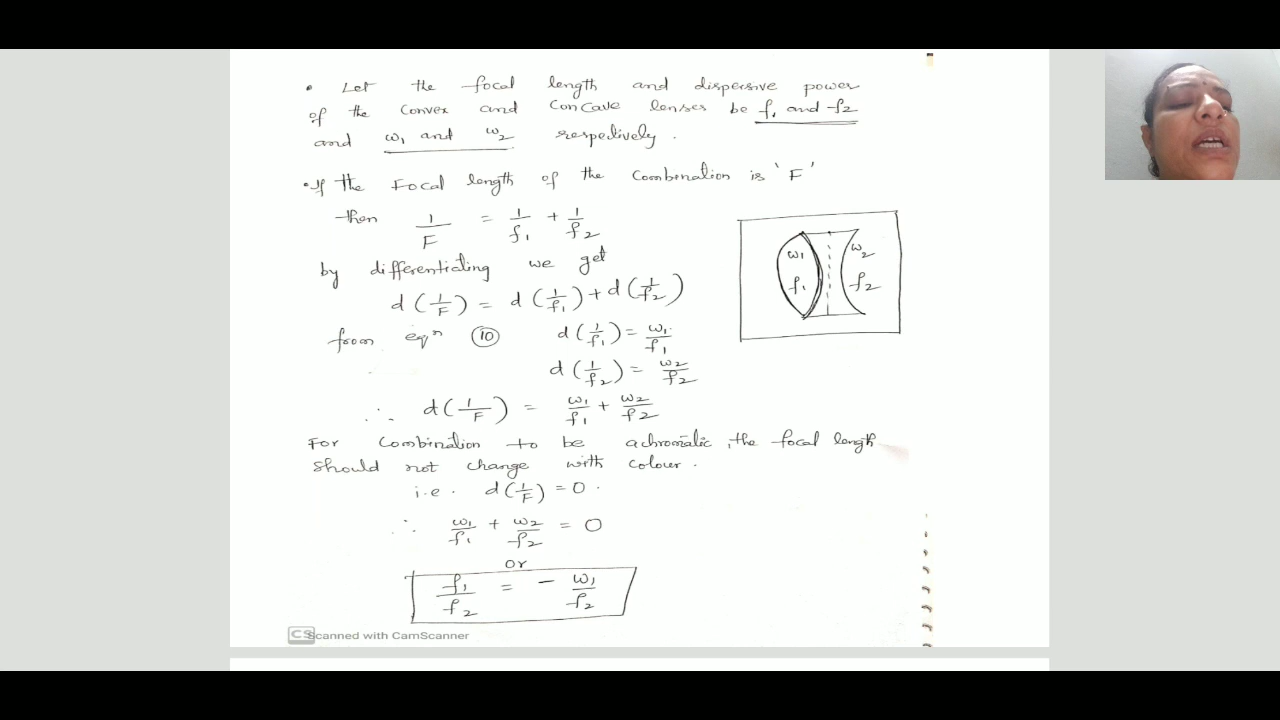 • Let the focal length and dispersive power
of the convex and concave lenses be f₁ and f₂
and ω₁ and ω₂ respectively.
• If the Focal length of the combination is 'F'
then 1/F = 1/f₁ + 1/f₂
by differentiating we get
d(1/F) = d(1/f₁) + d(1/f₂)
ω₁ ω₂
f₁ f₂
from eqⁿ (10) d(1/f₁) = ω₁/f₁
d(1/f₂) = ω₂/f₂
∴ d(1/F) = ω₁/f₁ + ω₂/f₂
For combination to be achromatic, the focal length
should not change with colour.
i.e. d(1/F) = 0.
∴ ω₁/f₁ + ω₂/f₂ = 0
or
f₁/f₂ = - ω₁/f₂
CS Scanned with CamScanner